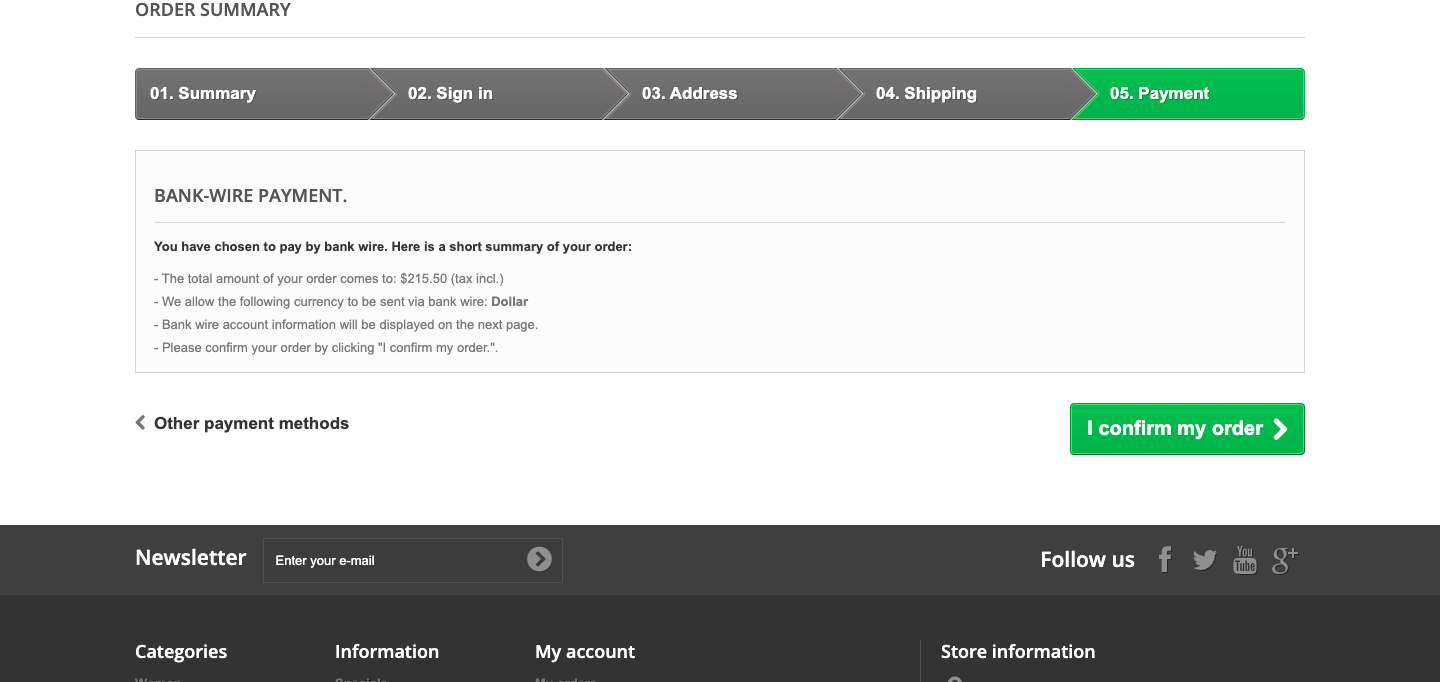 ORDER SUMMARY
01. Summary
02. Sign in
03. Address
04. Shipping
05. Payment
BANK-WIRE PAYMENT.
You have chosen to pay by bank wire. Here is a short summary of your order:
- The total amount of your order comes to: $215.50 (tax incl.)
- We allow the following currency to be sent via bank wire: Dollar
- Bank wire account information will be displayed on the next page.
- Please confirm your order by clicking "I confirm my order.".
Other payment methods
I confirm my order
Newsletter
Enter your e-mail
Follow us
You
Tube
g+
Categories
Information
My account
Store information
Women
Specials
My orders